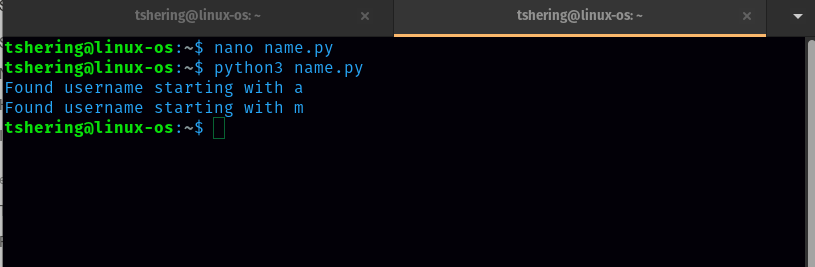 tshering@linux-os: ~ × tshering@linux-os: ~ ×
tshering@linux-os:~$ nano name.py
tshering@linux-os:~$ python3 name.py
Found username starting with a
Found username starting with m
tshering@linux-os:~$